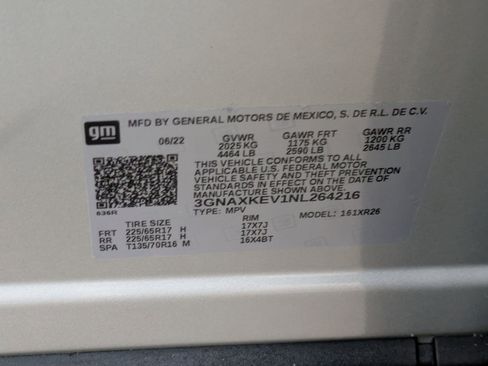 gm
MFD BY GENERAL MOTORS DE MEXICO, S. DE R.L. DE C.V.
06/22 GVWR GAWR FRT GAWR RR
2025 KG 1175 KG 1200 KG
4464 LB 2590 LB 2645 LB
THIS VEHICLE CONFORMS TO ALL
APPLICABLE U.S. FEDERAL MOTOR
VEHICLE SAFETY AND THEFT PREVENTION
STANDARDS IN EFFECT ON THE DATE OF
MANUFACTURE SHOWN ABOVE.
3GNAXKEV1NL264216
636R TYPE: MPV MODEL: 161XR26
TIRE SIZE RIM
FRT 225/65R17 H 17X7J
RR 225/65R17 H 17X7J
SPA T135/70R16 M 16X4BT